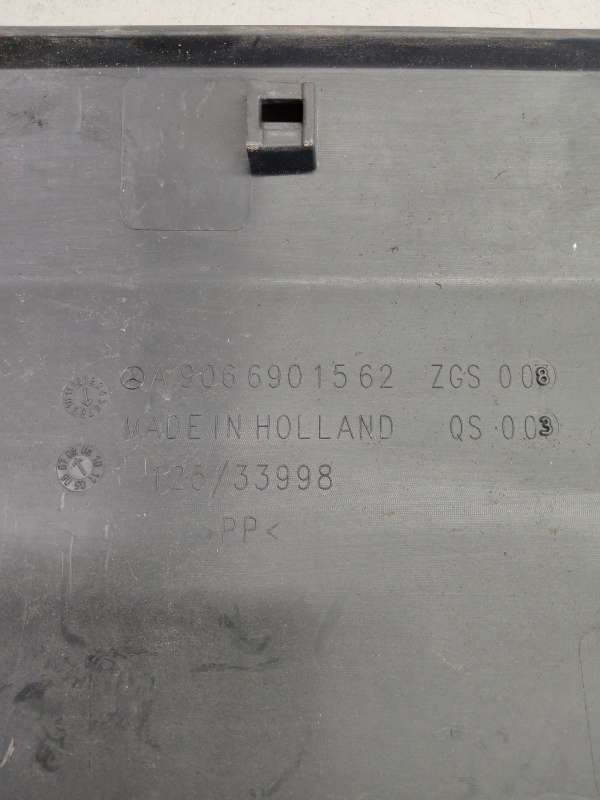 A 906 690 15 62 ZGS 008
MADE IN HOLLAND QS 003
126/33998
>PP<